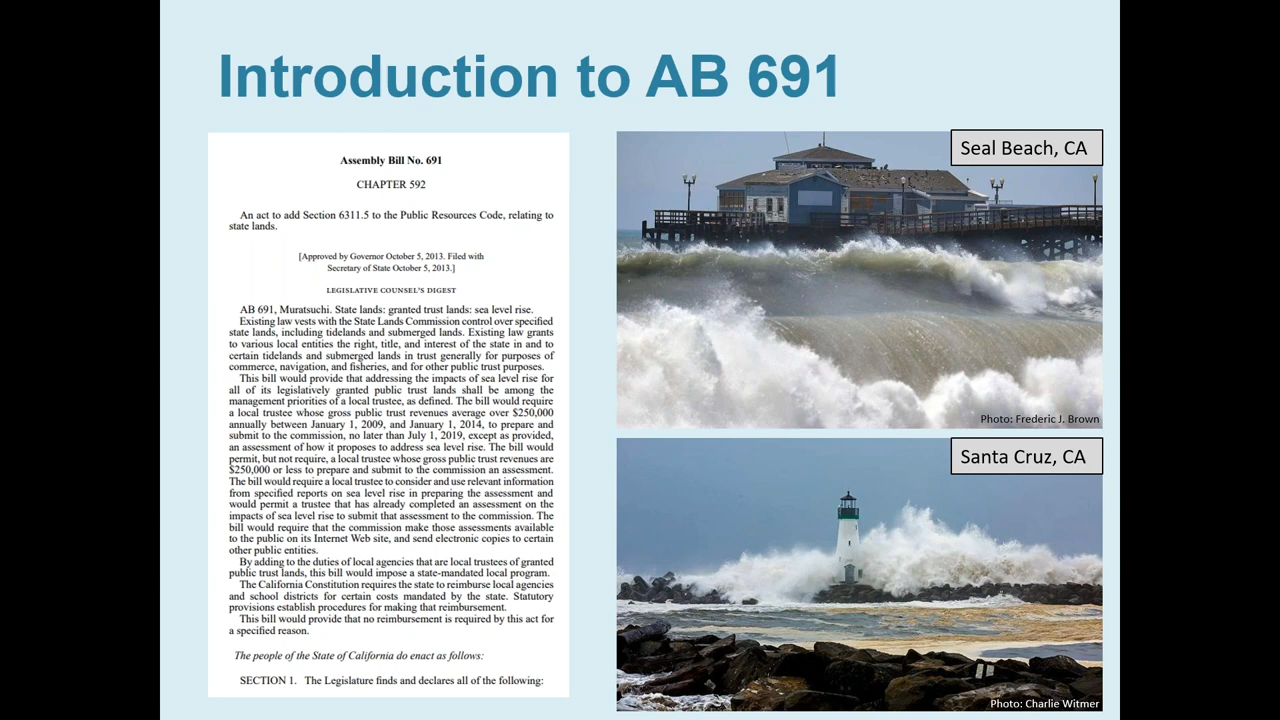 Introduction to AB 691
Assembly Bill No. 691
CHAPTER 592
An act to add Section 6311.5 to the Public Resources Code, relating to
state lands.
[Approved by Governor October 5, 2013. Filed with
Secretary of State October 5, 2013.]
LEGISLATIVE COUNSEL'S DIGEST
AB 691, Muratsuchi. State lands: granted trust lands: sea level rise.
Existing law vests with the State Lands Commission control over specified
state lands, including tidelands and submerged lands. Existing law grants
to various local entities the right, title, and interest of the state in and to
certain tidelands and submerged lands in trust generally for purposes of
commerce, navigation, and fisheries, and for other public trust purposes.
This bill would provide that addressing the impacts of sea level rise for
all of its legislatively granted public trust lands shall be among the
management priorities of a local trustee, as defined. The bill would require
a local trustee whose gross public trust revenues average over $250,000
annually between January 1, 2009, and January 1, 2014, to prepare and
submit to the commission, no later than July 1, 2019, except as provided,
an assessment of how it proposes to address sea level rise. The bill would
permit, but not require, a local trustee whose gross public trust revenues are
$250,000 or less to prepare and submit to the commission an assessment.
The bill would require a local trustee to consider and use relevant information
from specified reports on sea level rise in preparing the assessment and
would permit a trustee that has already completed an assessment on the
impacts of sea level rise to submit that assessment to the commission. The
bill would require that the commission make those assessments available
to the public on its Internet Web site, and send electronic copies to certain
other public entities.
By adding to the duties of local agencies that are local trustees of granted
public trust lands, this bill would impose a state-mandated local program.
The California Constitution requires the state to reimburse local agencies
and school districts for certain costs mandated by the state. Statutory
provisions establish procedures for making that reimbursement.
This bill would provide that no reimbursement is required by this act for
a specified reason.
The people of the State of California do enact as follows:
SECTION 1. The Legislature finds and declares all of the following:
Seal Beach, CA
Photo: Frederic J. Brown
Santa Cruz, CA
Photo: Charlie Witmer